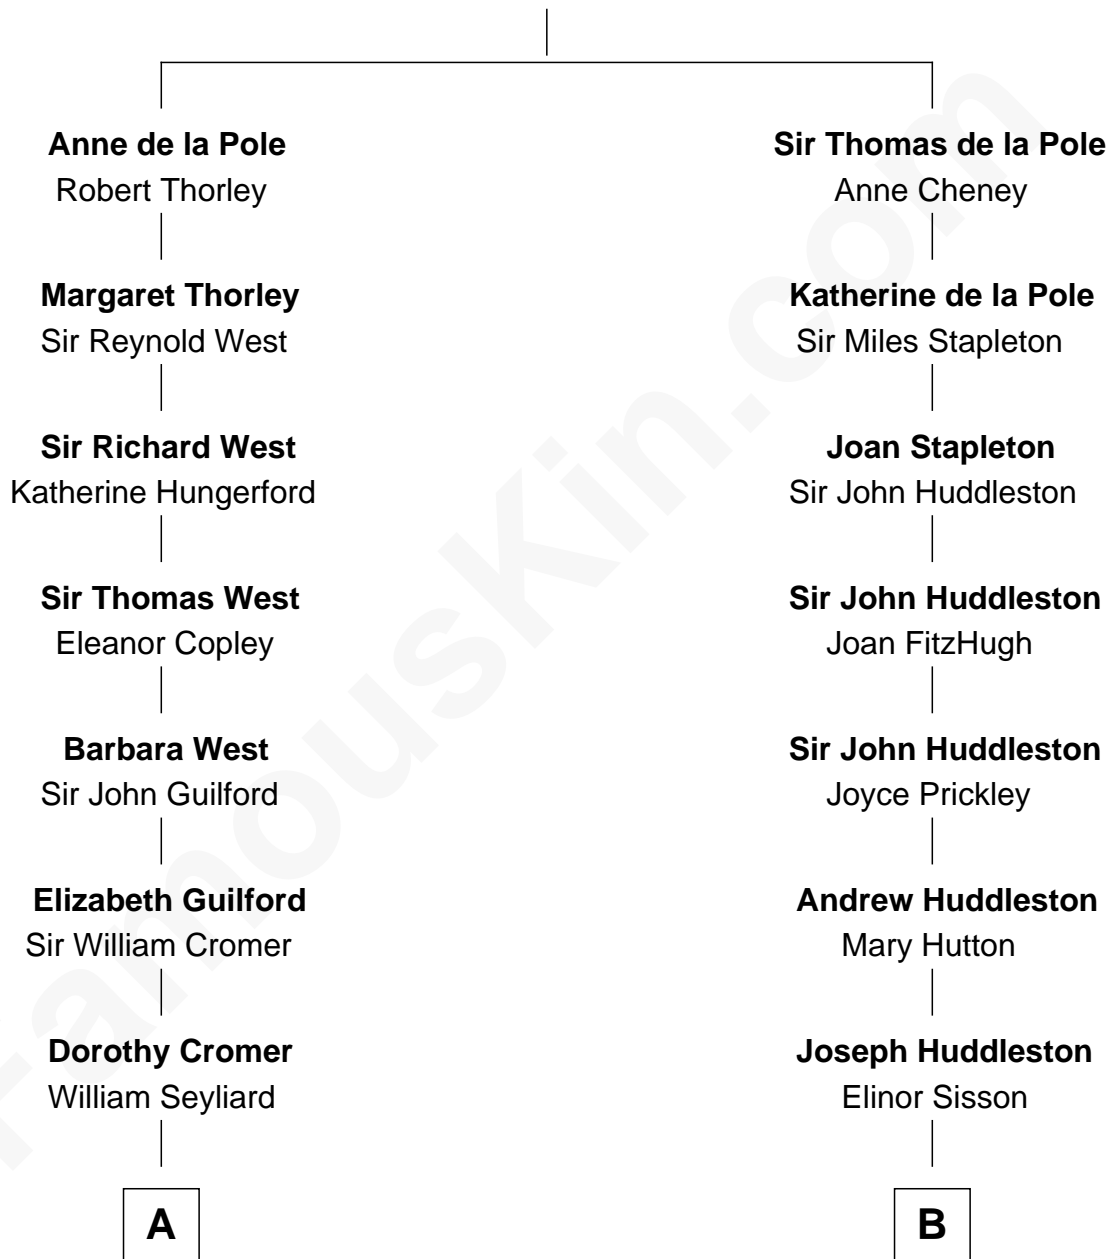 Anne de la Pole
Robert Thorley
Margaret Thorley
Sir Reynold West
Sir Richard West
Katherine Hungerford
Sir Thomas West
Eleanor Copley
Barbara West
Sir John Guilford
Elizabeth Guilford
Sir William Cromer
Dorothy Cromer
William Seyliard
A
Sir Thomas de la Pole
Anne Cheney
Katherine de la Pole
Sir Miles Stapleton
Joan Stapleton
Sir John Huddleston
Sir John Huddleston
Joan FitzHugh
Sir John Huddleston
Joyce Prickley
Andrew Huddleston
Mary Hutton
Joseph Huddleston
Elinor Sisson
B
FamousKin.com